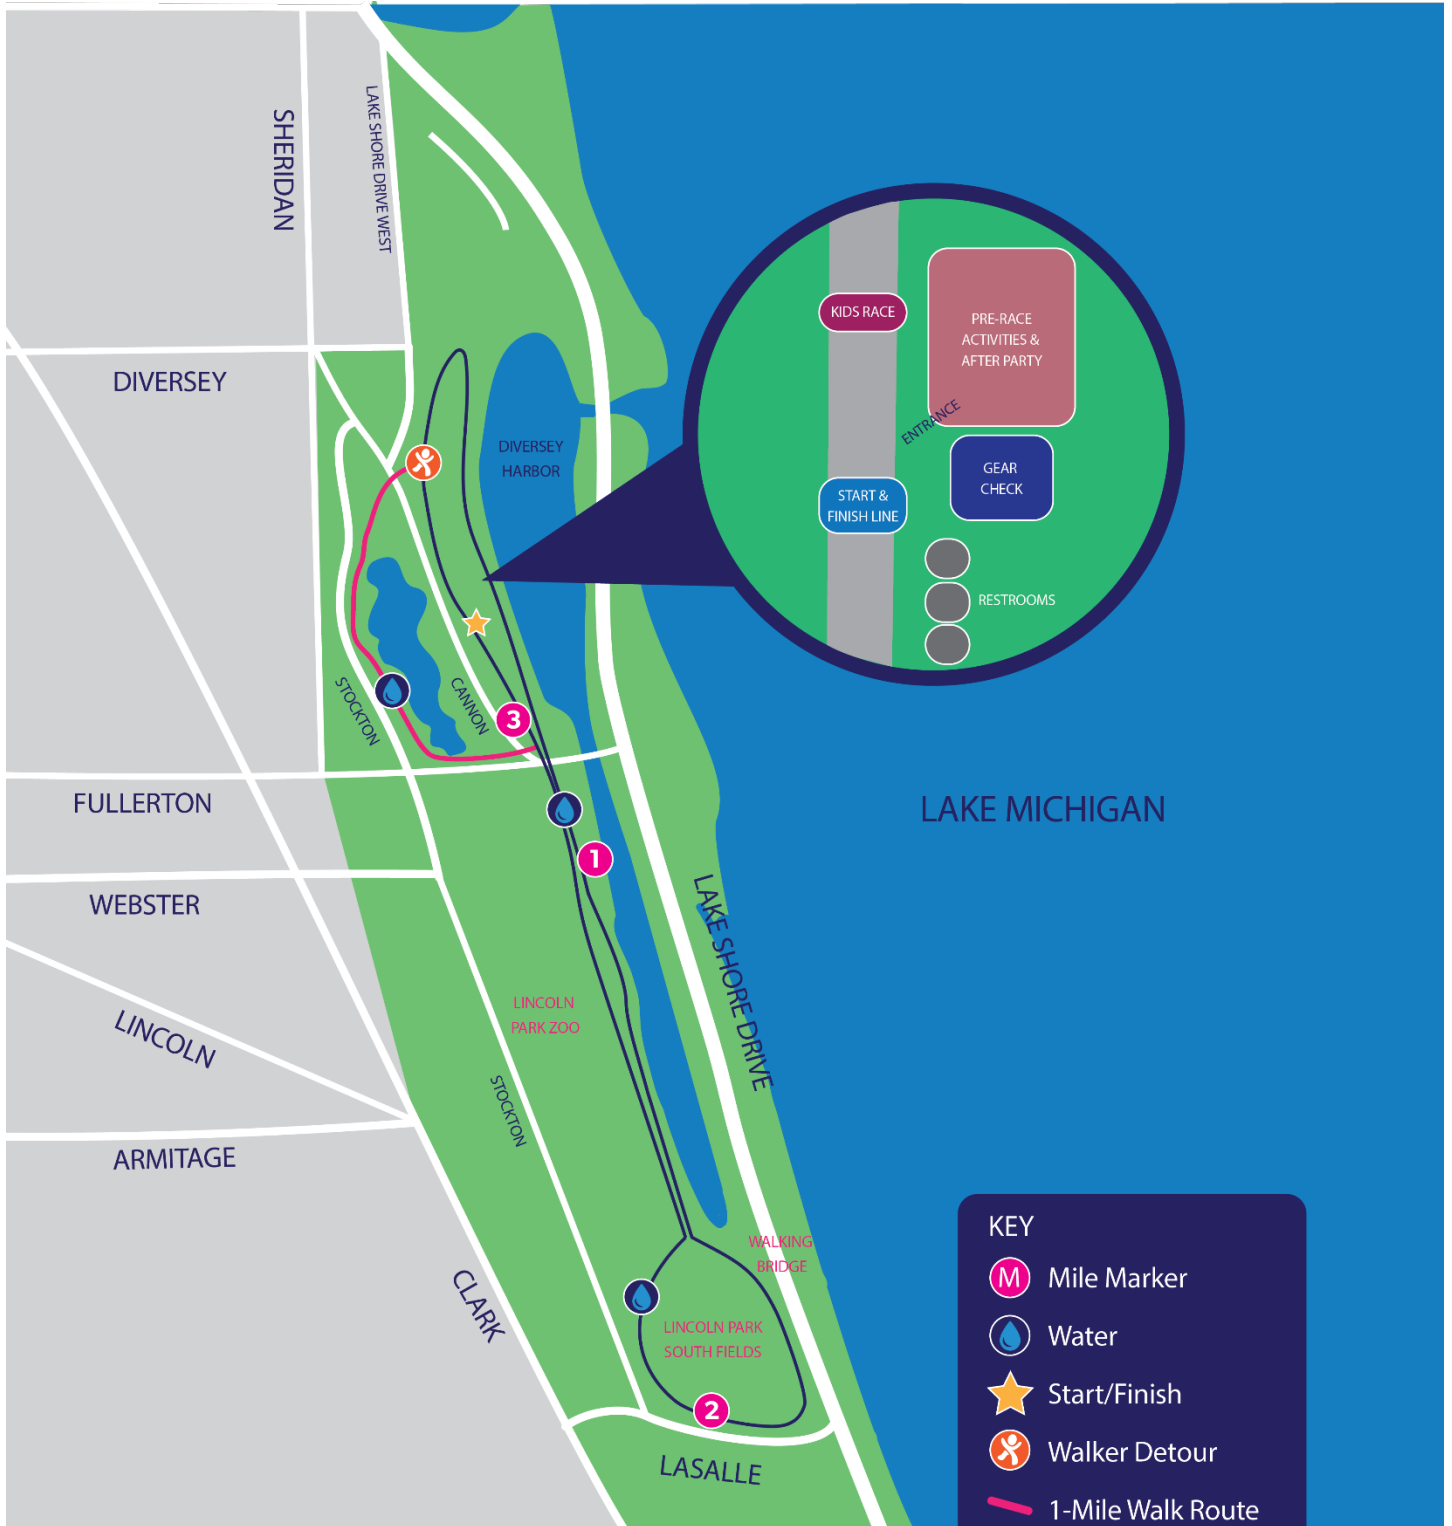 SHERIDAN
LAKE SHORE DRIVE WEST
KIDS RACE
PRE-RACE
ACTIVITIES &
AFTER PARTY
ENTRANCE
GEAR
CHECK
START &
FINISH LINE
RESTROOMS
DIVERSEY
DIVERSEY
HARBOR
STOCKTON
CANNON
3
FULLERTON
LAKE MICHIGAN
1
WEBSTER
LAKE SHORE DRIVE
LINCOLN
PARK ZOO
LINCOLN
STOCKTON
ARMITAGE
WALKING
BRIDGE
CLARK
LINCOLN PARK
SOUTH FIELDS
2
LASALLE
KEY
M Mile Marker
Water
Start/Finish
Walker Detour
1-Mile Walk Route